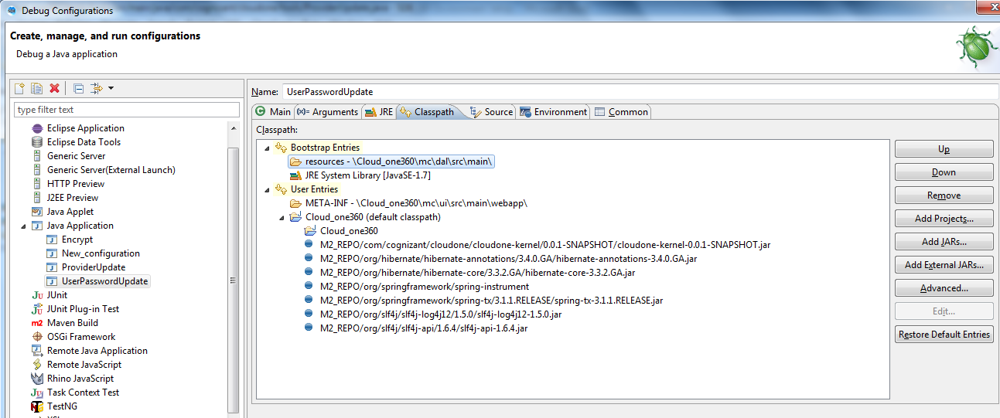 Debug Configurations
Create, manage, and run configurations
Debug a Java application
type filter text
Eclipse Application
Eclipse Data Tools
Generic Server
Generic Server(External Launch)
HTTP Preview
J2EE Preview
Java Applet
Java Application
Encrypt
New_configuration
ProviderUpdate
UserPasswordUpdate
JUnit
JUnit Plug-in Test
Maven Build
OSGi Framework
Remote Java Application
Remote JavaScript
Rhino JavaScript
Task Context Test
TestNG
Name: UserPasswordUpdate
Main (x)= Arguments JRE Classpath Source Environment Common
Classpath:
Bootstrap Entries
resources - \Cloud_one360\mc\dal\src\main\
JRE System Library [JavaSE-1.7]
User Entries
META-INF - \Cloud_one360\mc\ui\src\main\webapp\
Cloud_one360 (default classpath)
Cloud_one360
M2_REPO/com/cognizant/cloudone/cloudone-kernel/0.0.1-SNAPSHOT/cloudone-kernel-0.0.1-SNAPSHOT.jar
M2_REPO/org/hibernate/hibernate-annotations/3.4.0.GA/hibernate-annotations-3.4.0.GA.jar
M2_REPO/org/hibernate/hibernate-core/3.3.2.GA/hibernate-core-3.3.2.GA.jar
M2_REPO/org/springframework/spring-instrument
M2_REPO/org/springframework/spring-tx/3.1.1.RELEASE/spring-tx-3.1.1.RELEASE.jar
M2_REPO/org/slf4j/slf4j-log4j12/1.5.0/slf4j-log4j12-1.5.0.jar
M2_REPO/org/slf4j/slf4j-api/1.6.4/slf4j-api-1.6.4.jar
Up
Down
Remove
Add Projects...
Add JARs...
Add External JARs...
Advanced...
Edit...
Restore Default Entries